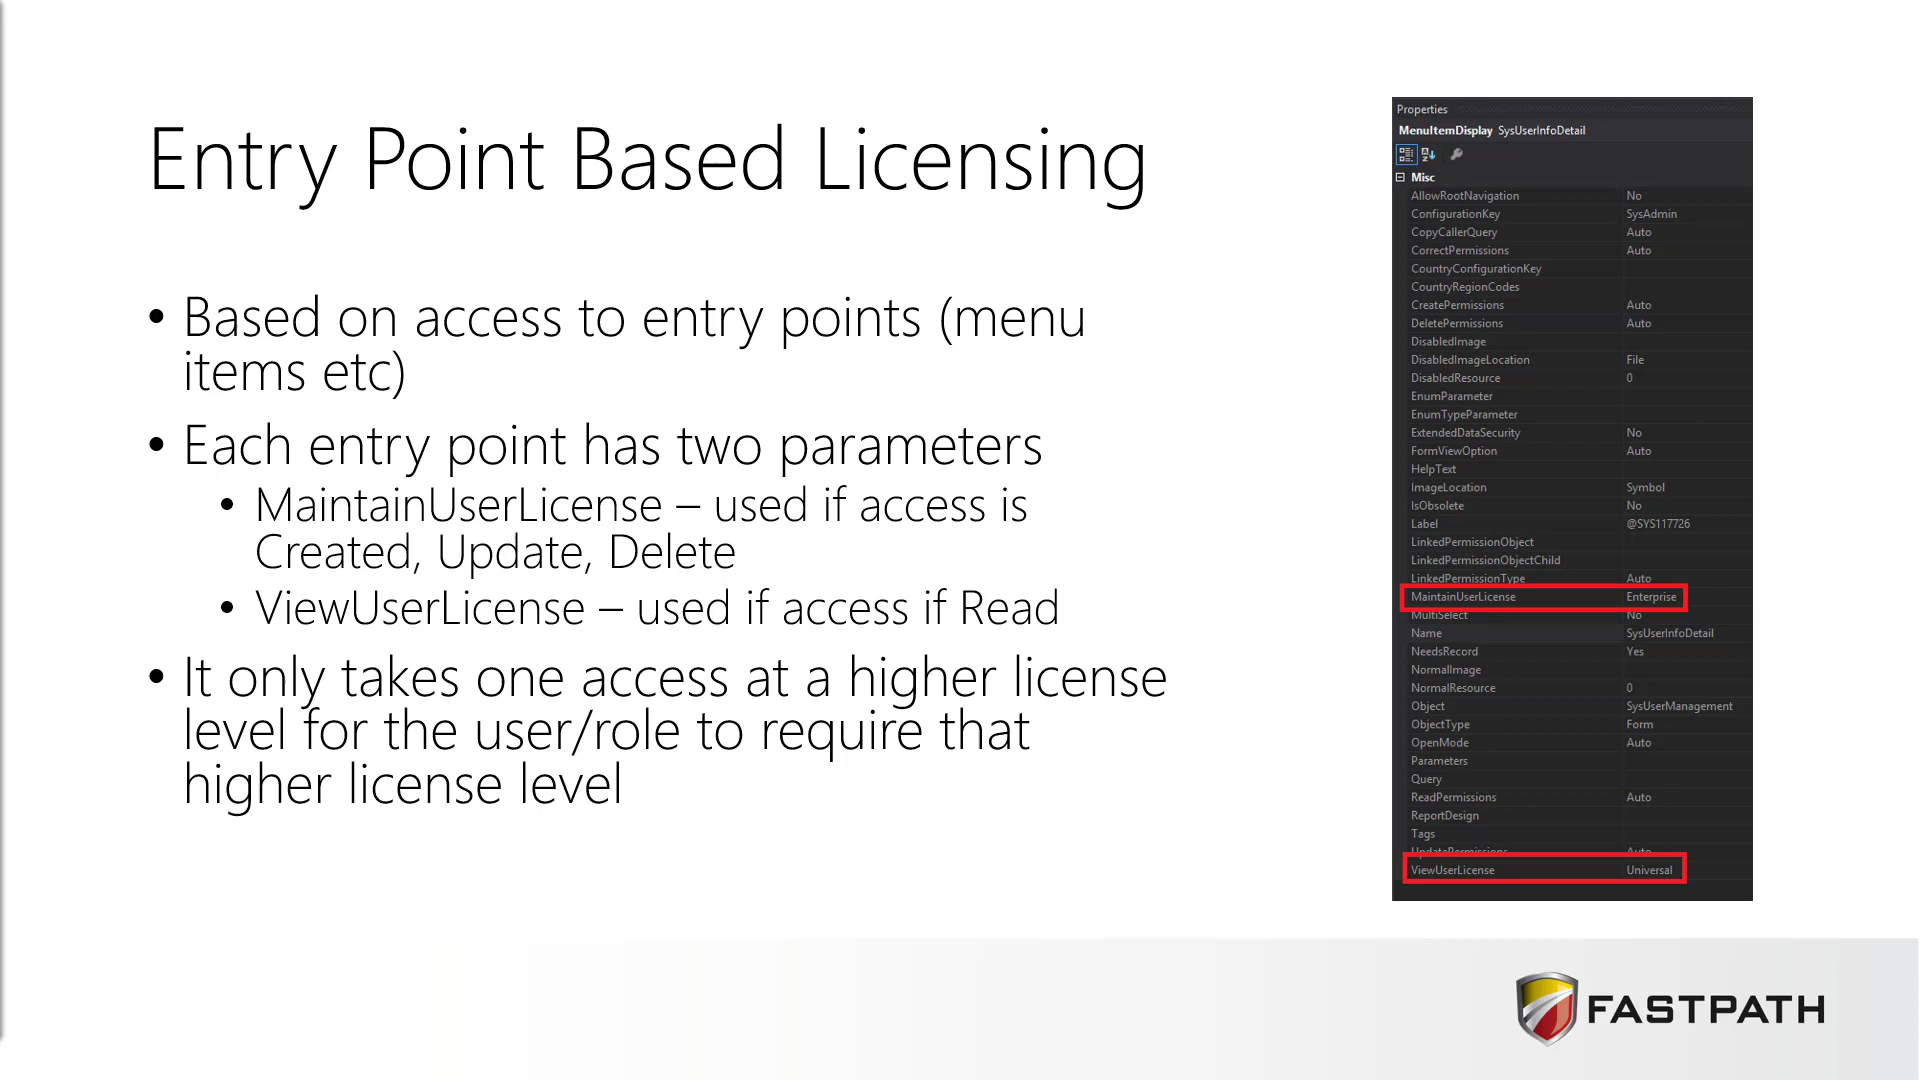 Entry Point Based Licensing
• Based on access to entry points (menu
items etc)
• Each entry point has two parameters
• MaintainUserLicense – used if access is
Created, Update, Delete
• ViewUserLicense – used if access if Read
• It only takes one access at a higher license
level for the user/role to require that
higher license level
Properties
MenuItemDisplay SysUserInfoDetail
Misc
AllowRootNavigation No
ConfigurationKey SysAdmin
CopyCallerQuery Auto
CorrectPermissions Auto
CountryConfigurationKey
CountryRegionCodes
CreatePermissions Auto
DeletePermissions Auto
DisabledImage
DisabledImageLocation File
DisabledResource 0
EnumParameter
EnumTypeParameter
ExtendedDataSecurity No
FormViewOption Auto
HelpText
ImageLocation Symbol
IsObsolete No
Label @SYS117726
LinkedPermissionObject
LinkedPermissionObjectChild
LinkedPermissionType Auto
MaintainUserLicense Enterprise
MultiSelect No
Name SysUserInfoDetail
NeedsRecord Yes
NormalImage
NormalResource 0
Object SysUserManagement
ObjectType Form
OpenMode Auto
Parameters
Query
ReadPermissions Auto
ReportDesign
Tags
UpdatePermissions Auto
ViewUserLicense Universal
FASTPATH